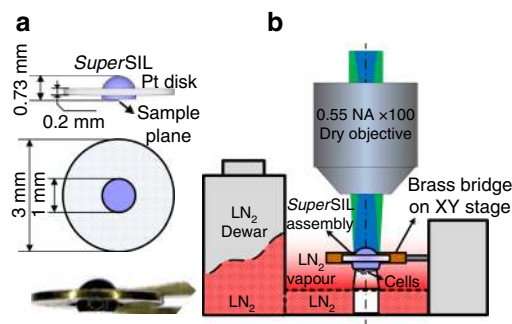 a
SuperSIL
Pt disk
0.73 mm
0.2 mm
Sample
plane
3 mm
1 mm
b
0.55 NA ×100
Dry objective
LN2
Dewar
SuperSIL
assembly
Brass bridge
on XY stage
LN2
vapour
Cells
LN2
LN2